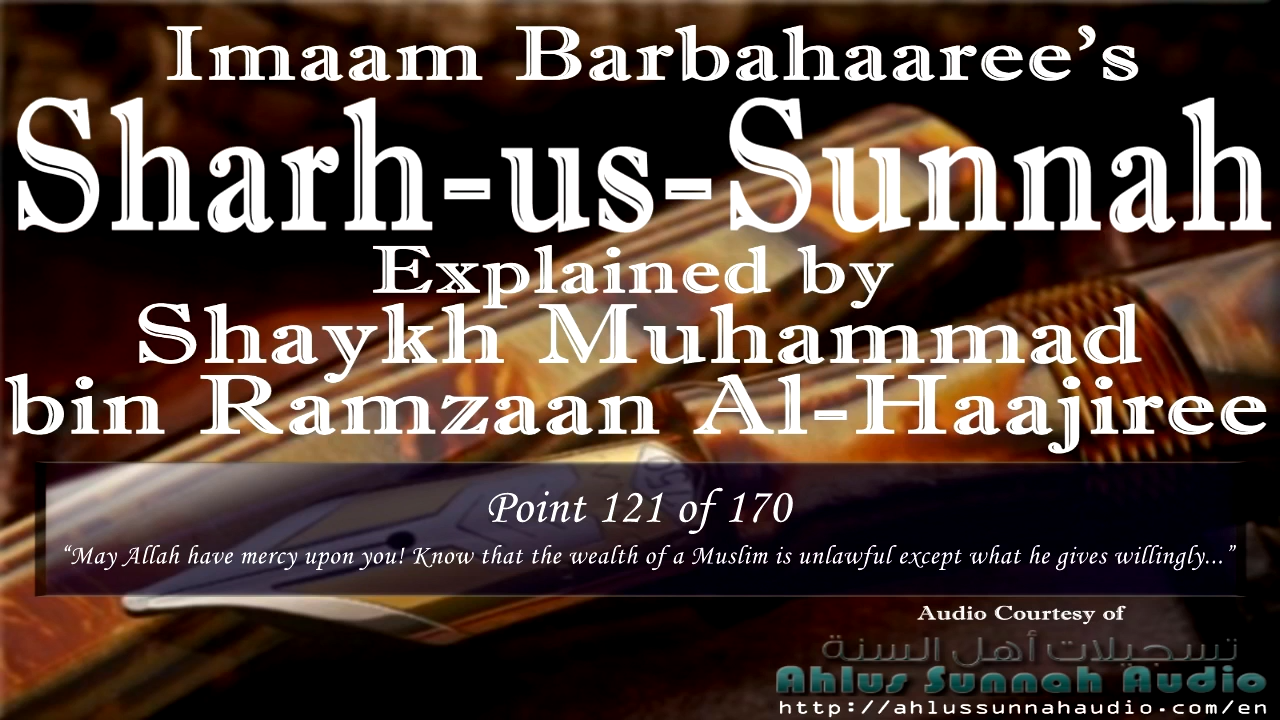 Imaam Barbahaaree’s
Sharh-us-Sunnah
Explained by
Shaykh Muhammad
bin Ramzaan Al-Haajiree
Point 121 of 170
“May Allah have mercy upon you! Know that the wealth of a Muslim is unlawful except what he gives willingly...”
Audio Courtesy of
تسجيلات أهل السنة
Ahlus Sunnah Audio
http://ahlussunnahaudio.com/en